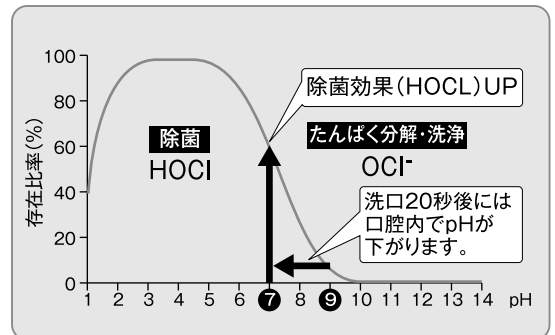 100
80
60
40
20
0
存在比率(%)
除菌
HOCl
除菌効果(HOCL)UP
たんぱく分解・洗浄
OCl⁻
洗口20秒後には
口腔内でpHが
下がります。
1 2 3 4 5 6 ❼ 8 ❾ 10 11 12 13 14 pH